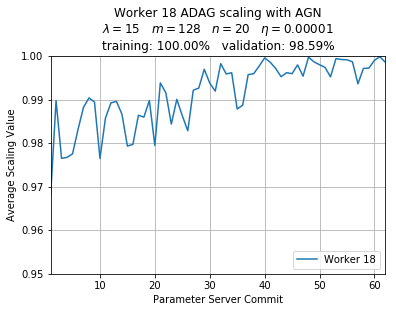 Worker 18 ADAG scaling with AGN
λ = 15 m = 128 n = 20 η = 0.00001
training: 100.00% validation: 98.59%
1.00
0.99
0.98
0.97
0.96
0.95
Average Scaling Value
Worker 18
10 20 30 40 50 60
Parameter Server Commit